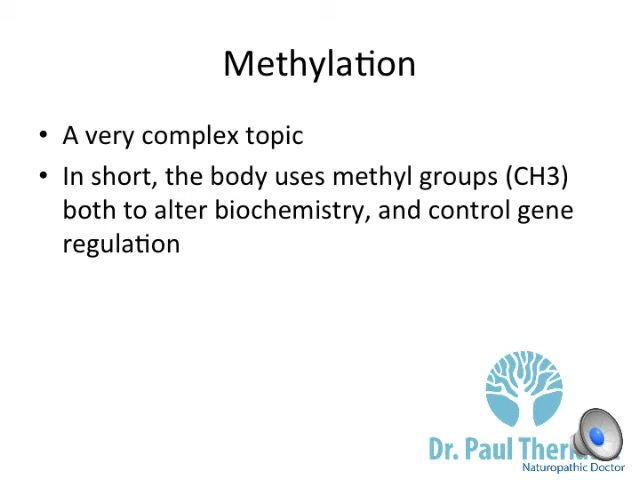 Methylation
• A very complex topic
• In short, the body uses methyl groups (CH3)
both to alter biochemistry, and control gene
regulation
Dr. Paul
Naturopathic Doctor